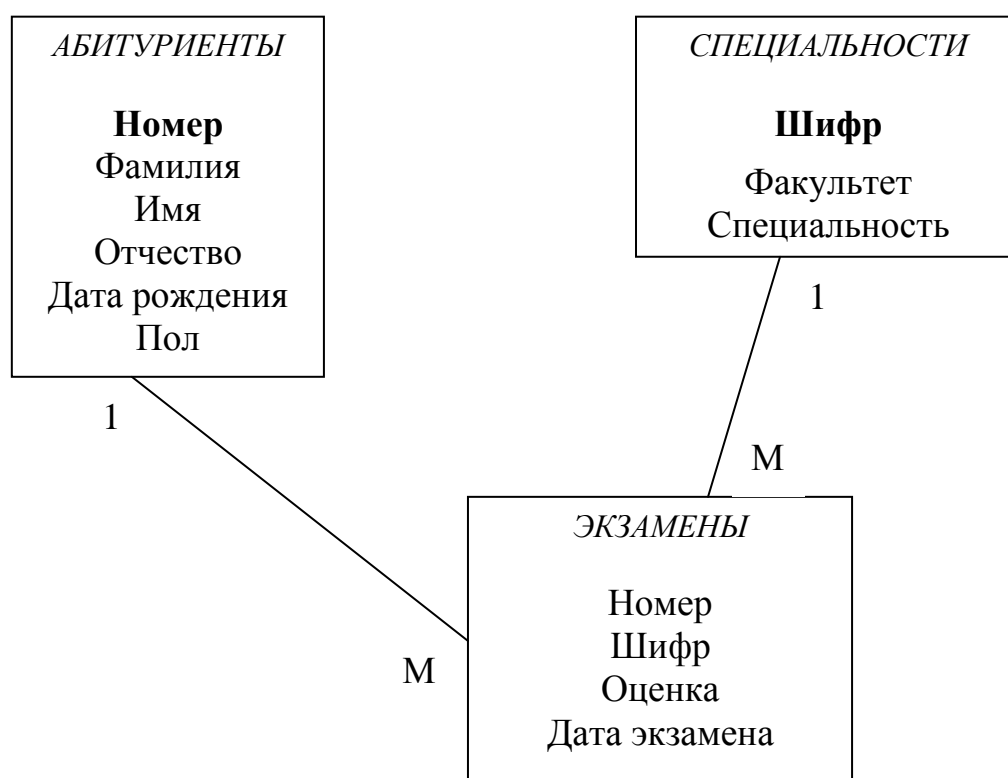 АБИТУРИЕНТЫ
Номер
Фамилия
Имя
Отчество
Дата рождения
Пол
1
СПЕЦИАЛЬНОСТИ
Шифр
Факультет
Специальность
1
М
ЭКЗАМЕНЫ
Номер
Шифр
Оценка
Дата экзамена
М